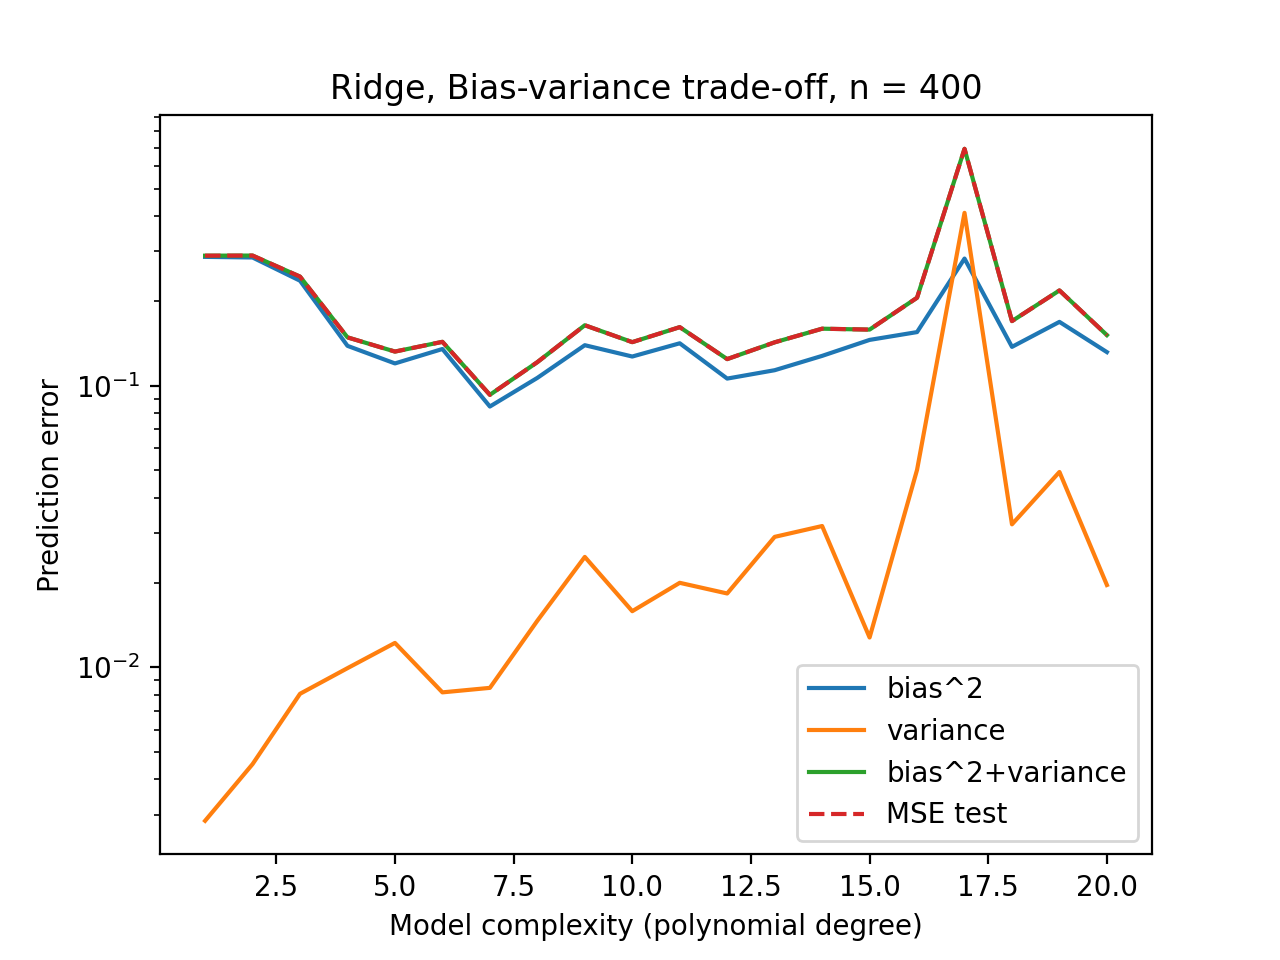 Ridge, Bias-variance trade-off, n = 400
Prediction error
10⁻¹
10⁻²
bias^2
variance
bias^2+variance
MSE test
2.5 5.0 7.5 10.0 12.5 15.0 17.5 20.0
Model complexity (polynomial degree)